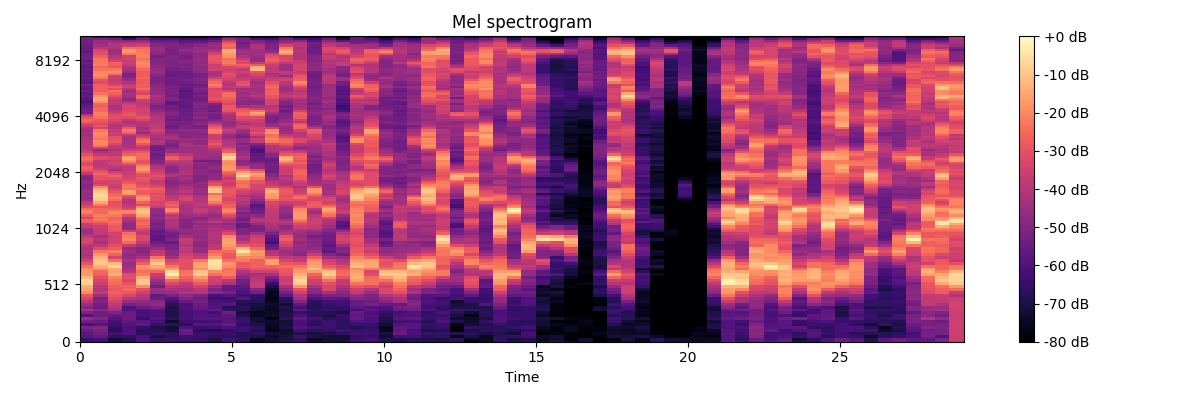 Mel spectrogram
8192
4096
2048
1024
512
0
Hz
0 5 10 15 20 25
Time
+0 dB
-10 dB
-20 dB
-30 dB
-40 dB
-50 dB
-60 dB
-70 dB
-80 dB